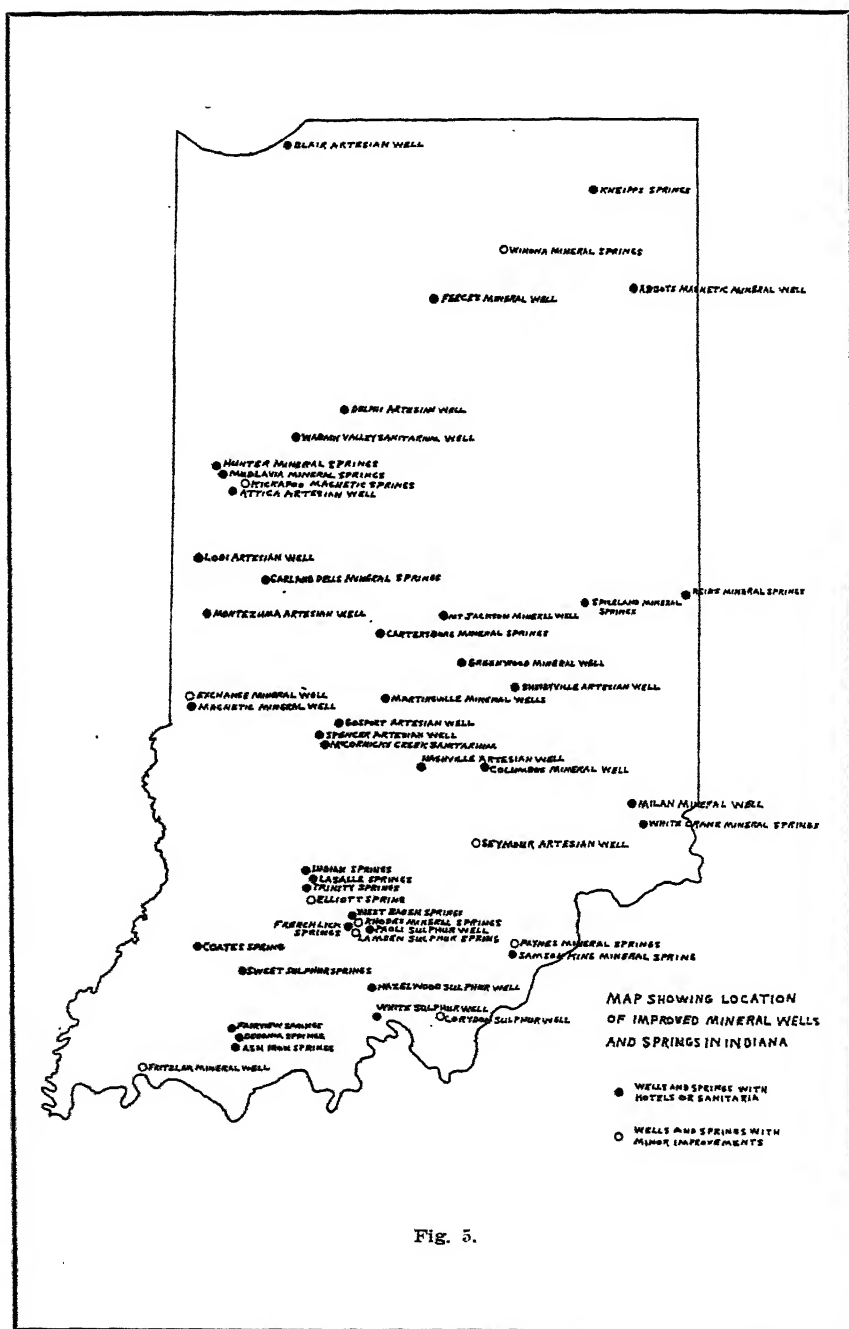 BLAIR ARTESIAN WELL
KNEIPPS SPRINGS
WINONA MINERAL SPRINGS
ABBOTS MAGNETIC MINERAL WELL
MINERAL WELL
DELPHI ARTESIAN WELL
WABASH VALLEY SANITARIUM WELL
HUNTER MINERAL SPRINGS
MUDLAVIA MINERAL SPRINGS
KICKAPOO MAGNETIC SPRINGS
ATTICA ARTESIAN WELL
LODI ARTESIAN WELL
GARLAND DELLS MINERAL SPRINGS
REIDS MINERAL SPRINGS
SPICELAND MINERAL
SPRINGS
MONTEZUMA ARTESIAN WELL
MT JACKSON MINERAL WELL
CARTERSBURG MINERAL SPRINGS
GREENWOOD MINERAL WELL
SHELBYVILLE ARTESIAN WELL
EXCHANGE MINERAL WELL
MARTINSVILLE MINERAL WELLS
MAGNETIC MINERAL WELL
GOSPORT ARTESIAN WELL
SPENCER ARTESIAN WELL
MCCORMICKS CREEK SANITARIUM
NASHVILLE ARTESIAN WELL
COLUMBUS MINERAL WELL
MILAN MINERAL WELL
WHITE CRANE MINERAL SPRINGS
SEYMOUR ARTESIAN WELL
INDIAN SPRINGS
LASALLE SPRINGS
TRINITY SPRINGS
ELLIOTT SPRING
WEST BADEN SPRINGS
RHODES MINERAL SPRINGS
FRENCH LICK
SPRINGS
PAOLI SULPHUR WELL
LAMBDEN SULPHUR SPRING
COATES SPRING
PAYNES MINERAL SPRINGS
SAMSON KING MINERAL SPRING
SWEET SULPHUR SPRINGS
HAZELWOOD SULPHUR WELL
WHITE SULPHUR WELL
CORYDON SULPHUR WELL
FAIRVIEW SPRINGS
DEGONIA SPRINGS
ASH IRON SPRINGS
FRITZLAR MINERAL WELL
MAP SHOWING LOCATION
OF IMPROVED MINERAL WELLS
AND SPRINGS IN INDIANA
WELLS AND SPRINGS WITH
HOTELS OR SANITARIA
WELLS AND SPRINGS WITH
MINOR IMPROVEMENTS
Fig. 5.